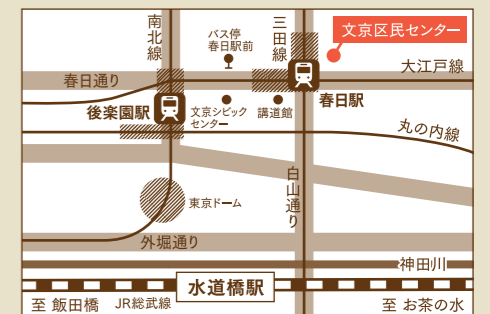 南北線
バス停
春日駅前
三田線
文京区民センター
春日通り
大江戸線
後楽園駅
文京シビック
センター
講道館
春日駅
丸の内線
白山通り
東京ドーム
外堀通り
神田川
水道橋駅
至 飯田橋
JR総武線
至 お茶の水